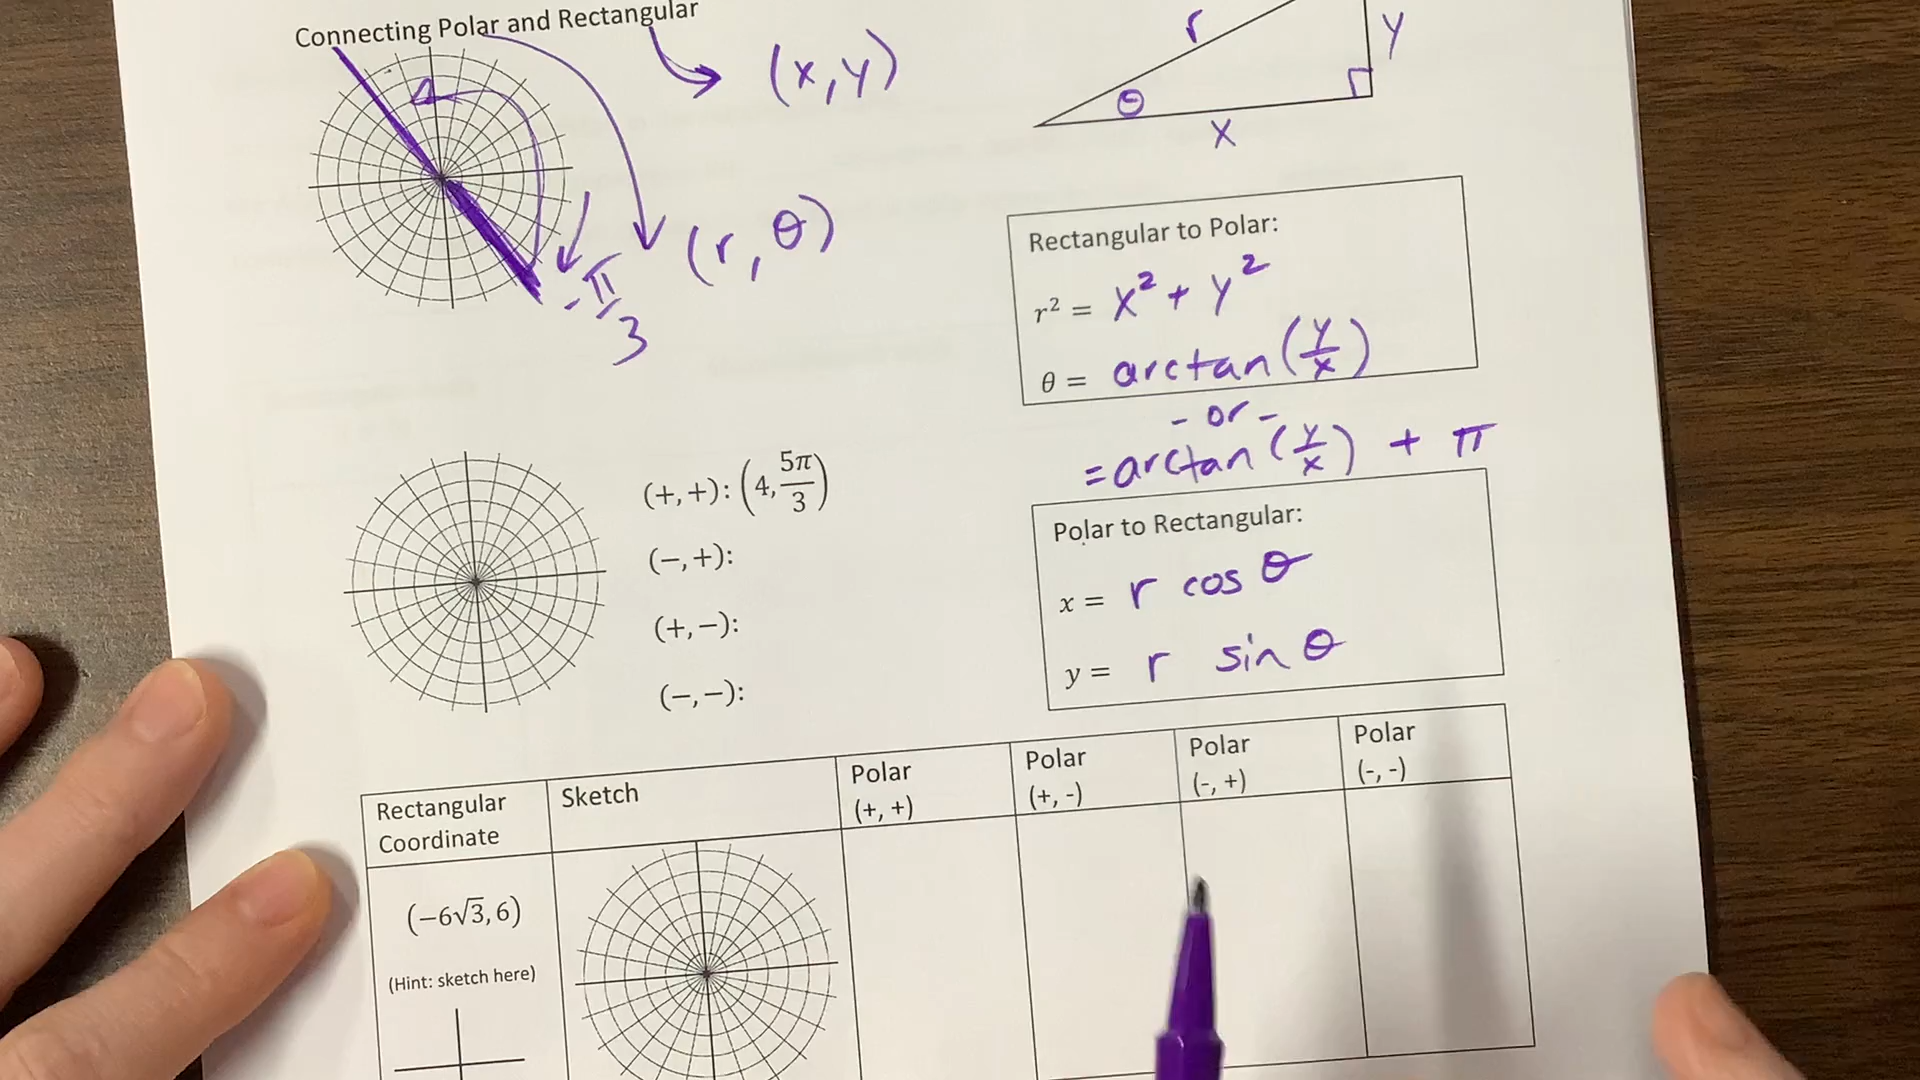 Connecting Polar and Rectangular
(x, y)
(r, θ)
-π/3
r
y
θ
x
Rectangular to Polar:
r² = x² + y²
θ = arctan(y/x)
- or -
= arctan(y/x) + π
(+,+): (4, 5π/3)
(−,+):
(+,−):
(−,−):
Polar to Rectangular:
x = r cos θ
y = r sin θ
Rectangular Coordinate
Sketch
Polar (+, +)
Polar (+, -)
Polar (-, +)
Polar (-, -)
(−6√3, 6)
(Hint: sketch here)